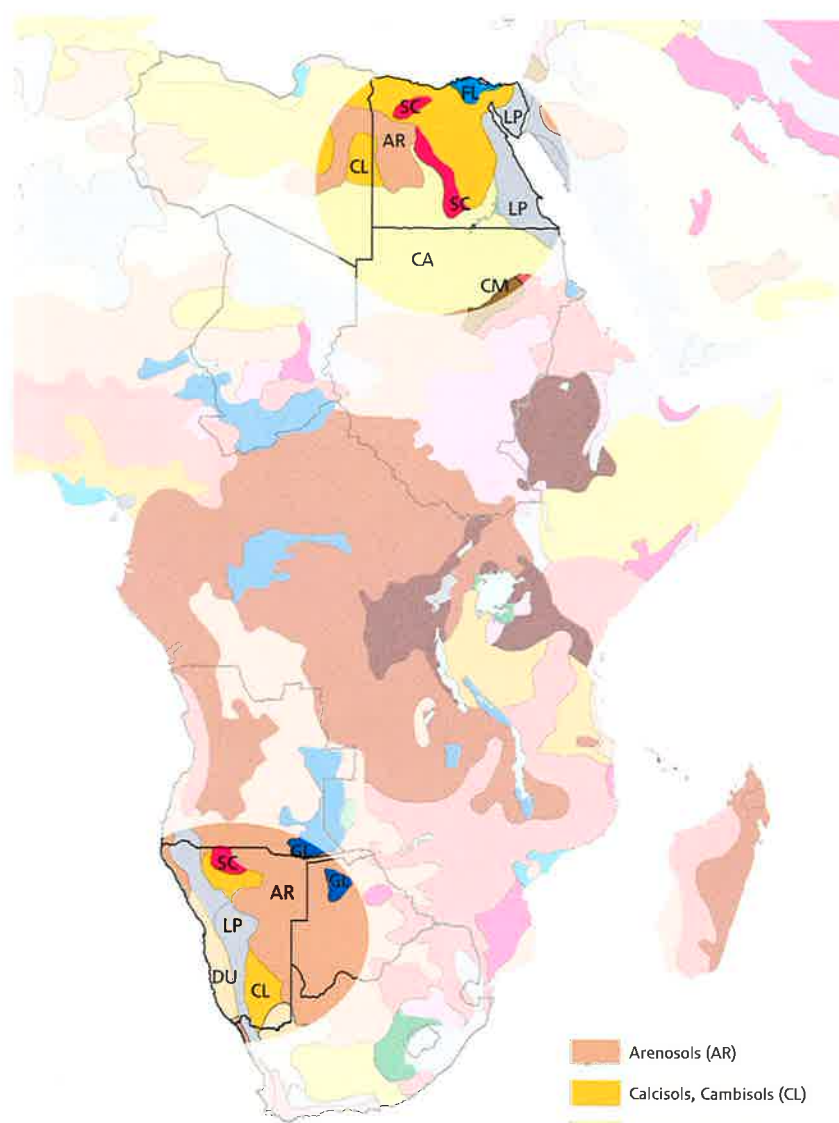 SC
FL
LP
AR
CL
SC
LP
CA
CM
GL
SC
GL
AR
LP
DU
CL
Arenosols (AR)
Calcisols, Cambisols (CL)